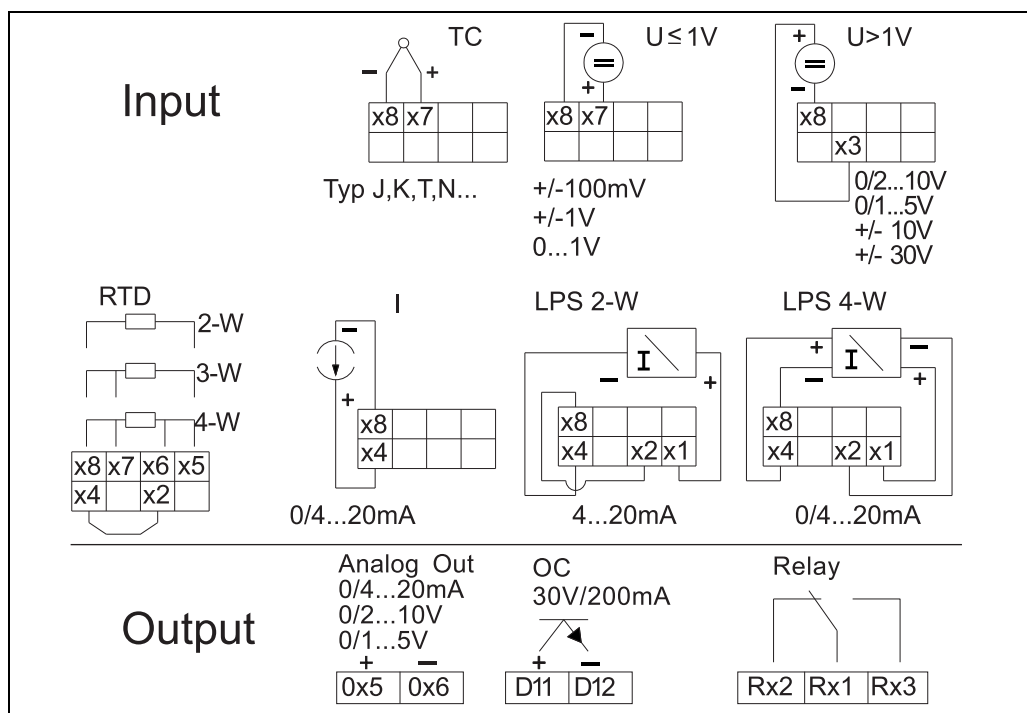 Input
TC
- +
x8 x7
Typ J,K,T,N...
U≤1V
-
+
x8 x7
+/-100mV
+/-1V
0...1V
U>1V
+
-
x8
x3
0/2...10V
0/1...5V
+/- 10V
+/- 30V
RTD
2-W
3-W
4-W
x8 x7 x6 x5
x4 x2
I
-
+
x8
x4
0/4...20mA
LPS 2-W
I
- +
x8
x4 x2 x1
4...20mA
LPS 4-W
+ -
I
- +
x8
x4 x2 x1
0/4...20mA
Output
Analog Out
0/4...20mA
0/2...10V
0/1...5V
+ -
0x5 0x6
OC
30V/200mA
+ -
D11 D12
Relay
Rx2 Rx1 Rx3